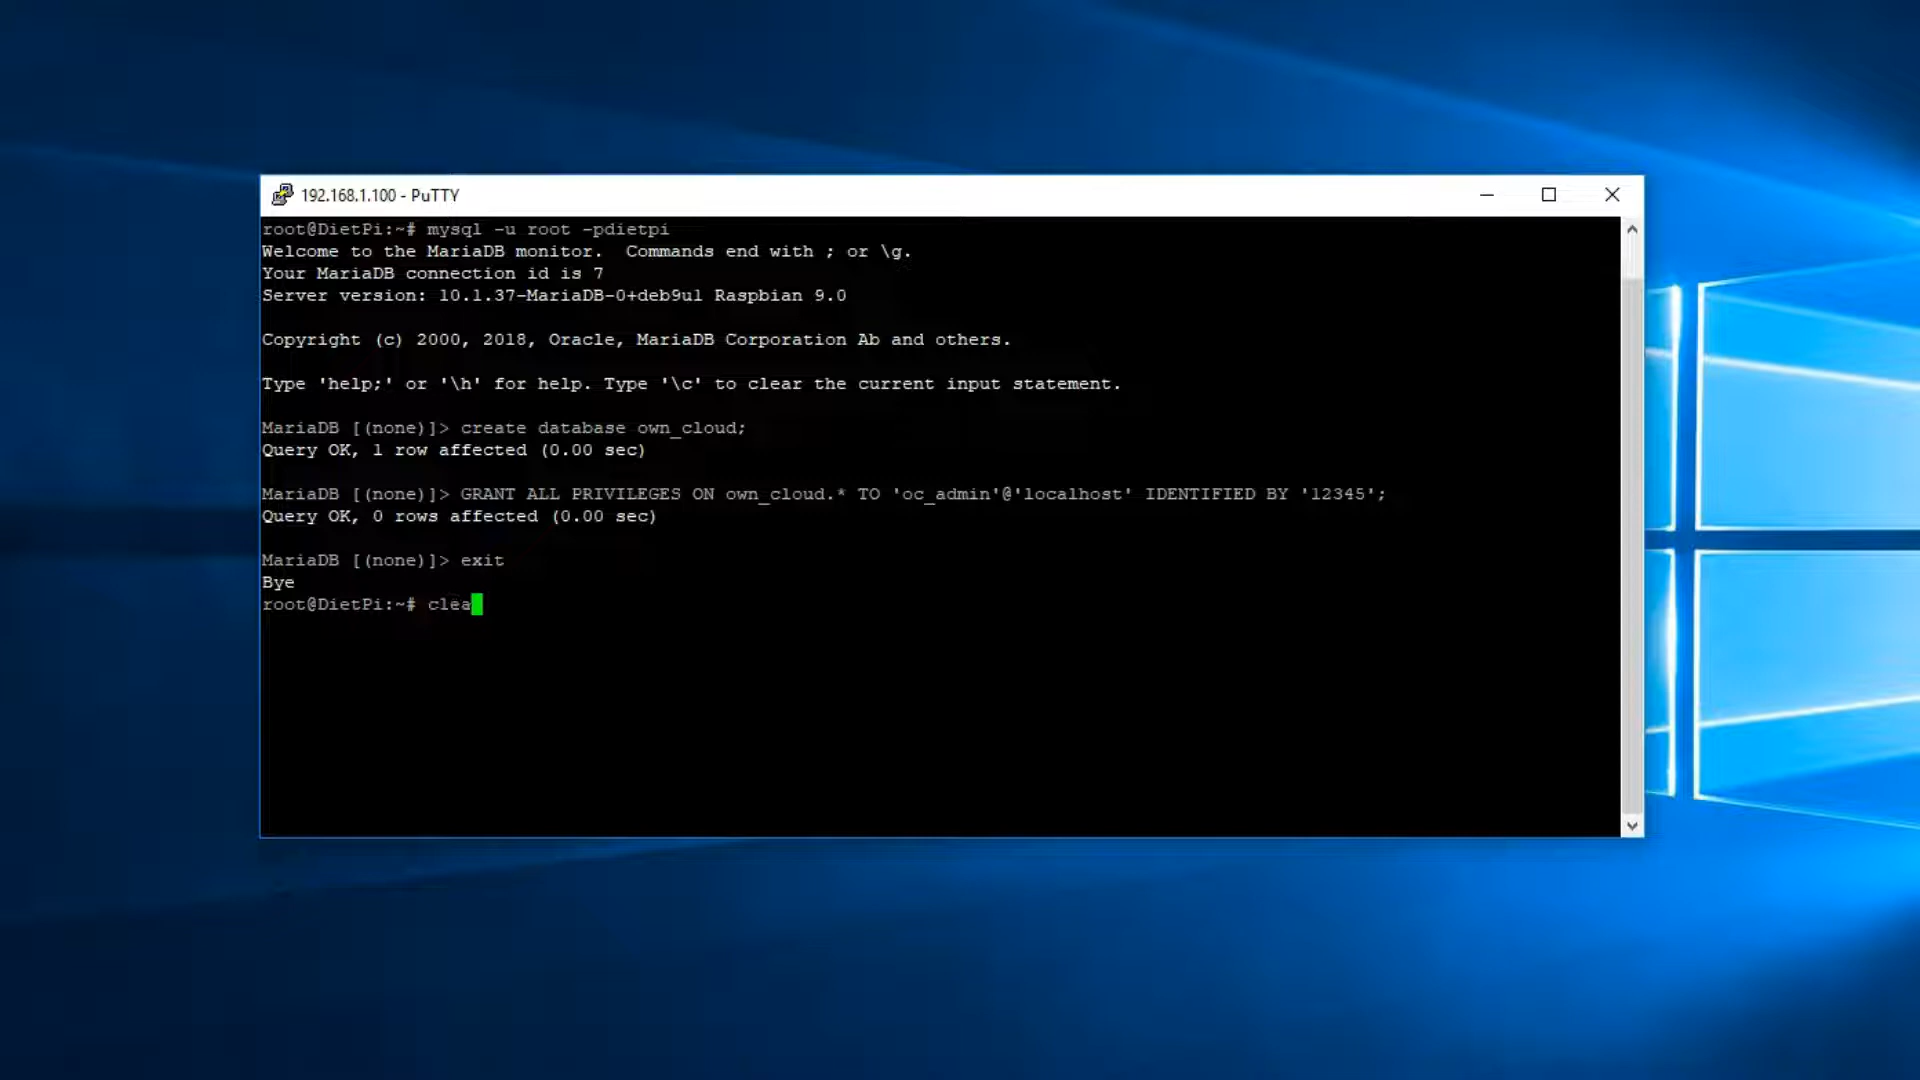 192.168.1.100 - PuTTY
root@DietPi:~# mysql -u root -pdietpi
Welcome to the MariaDB monitor.  Commands end with ; or \g.
Your MariaDB connection id is 7
Server version: 10.1.37-MariaDB-0+deb9u1 Raspbian 9.0
Copyright (c) 2000, 2018, Oracle, MariaDB Corporation Ab and others.
Type 'help;' or '\h' for help. Type '\c' to clear the current input statement.
MariaDB [(none)]> create database own_cloud;
Query OK, 1 row affected (0.00 sec)
MariaDB [(none)]> GRANT ALL PRIVILEGES ON own_cloud.* TO 'oc_admin'@'localhost' IDENTIFIED BY '12345';
Query OK, 0 rows affected (0.00 sec)
MariaDB [(none)]> exit
Bye
root@DietPi:~# clea